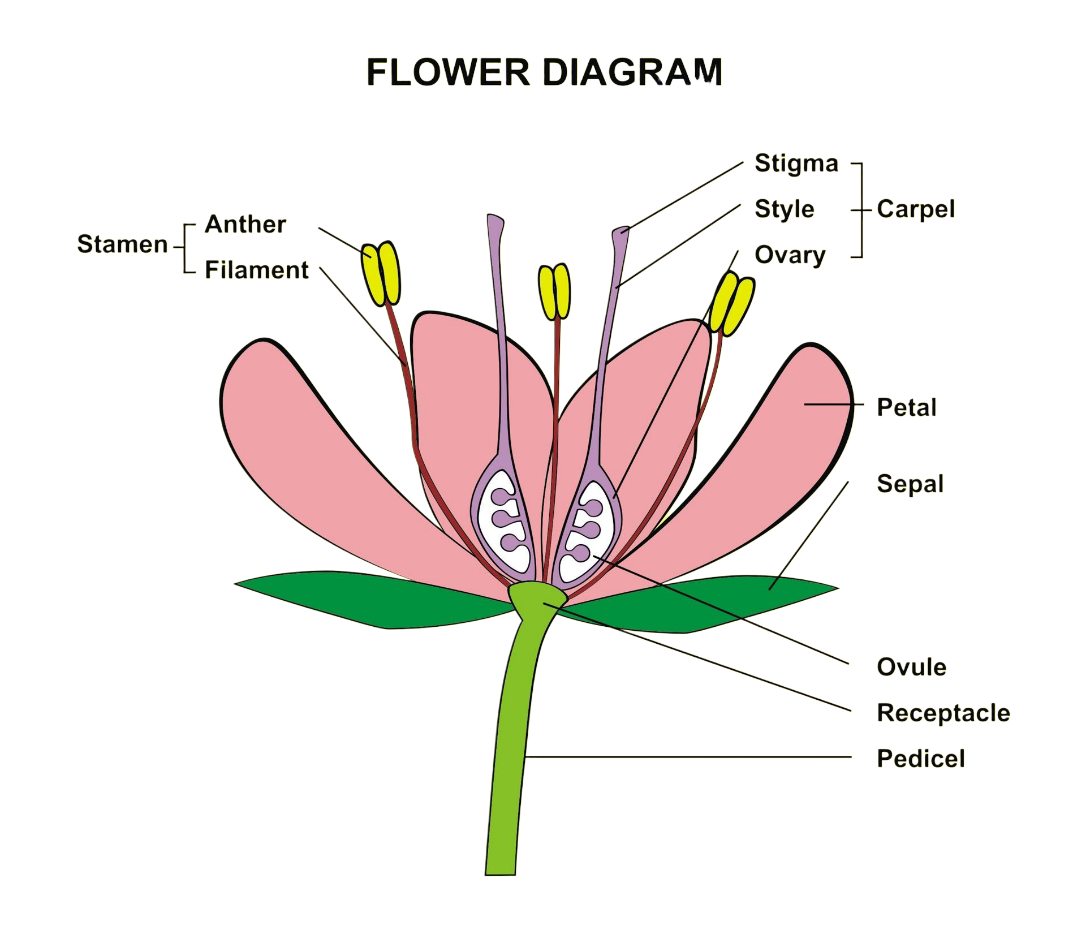 FLOWER DIAGRAM
Stigma
Style
Carpel
Ovary
Anther
Stamen
Filament
Petal
Sepal
Ovule
Receptacle
Pedicel